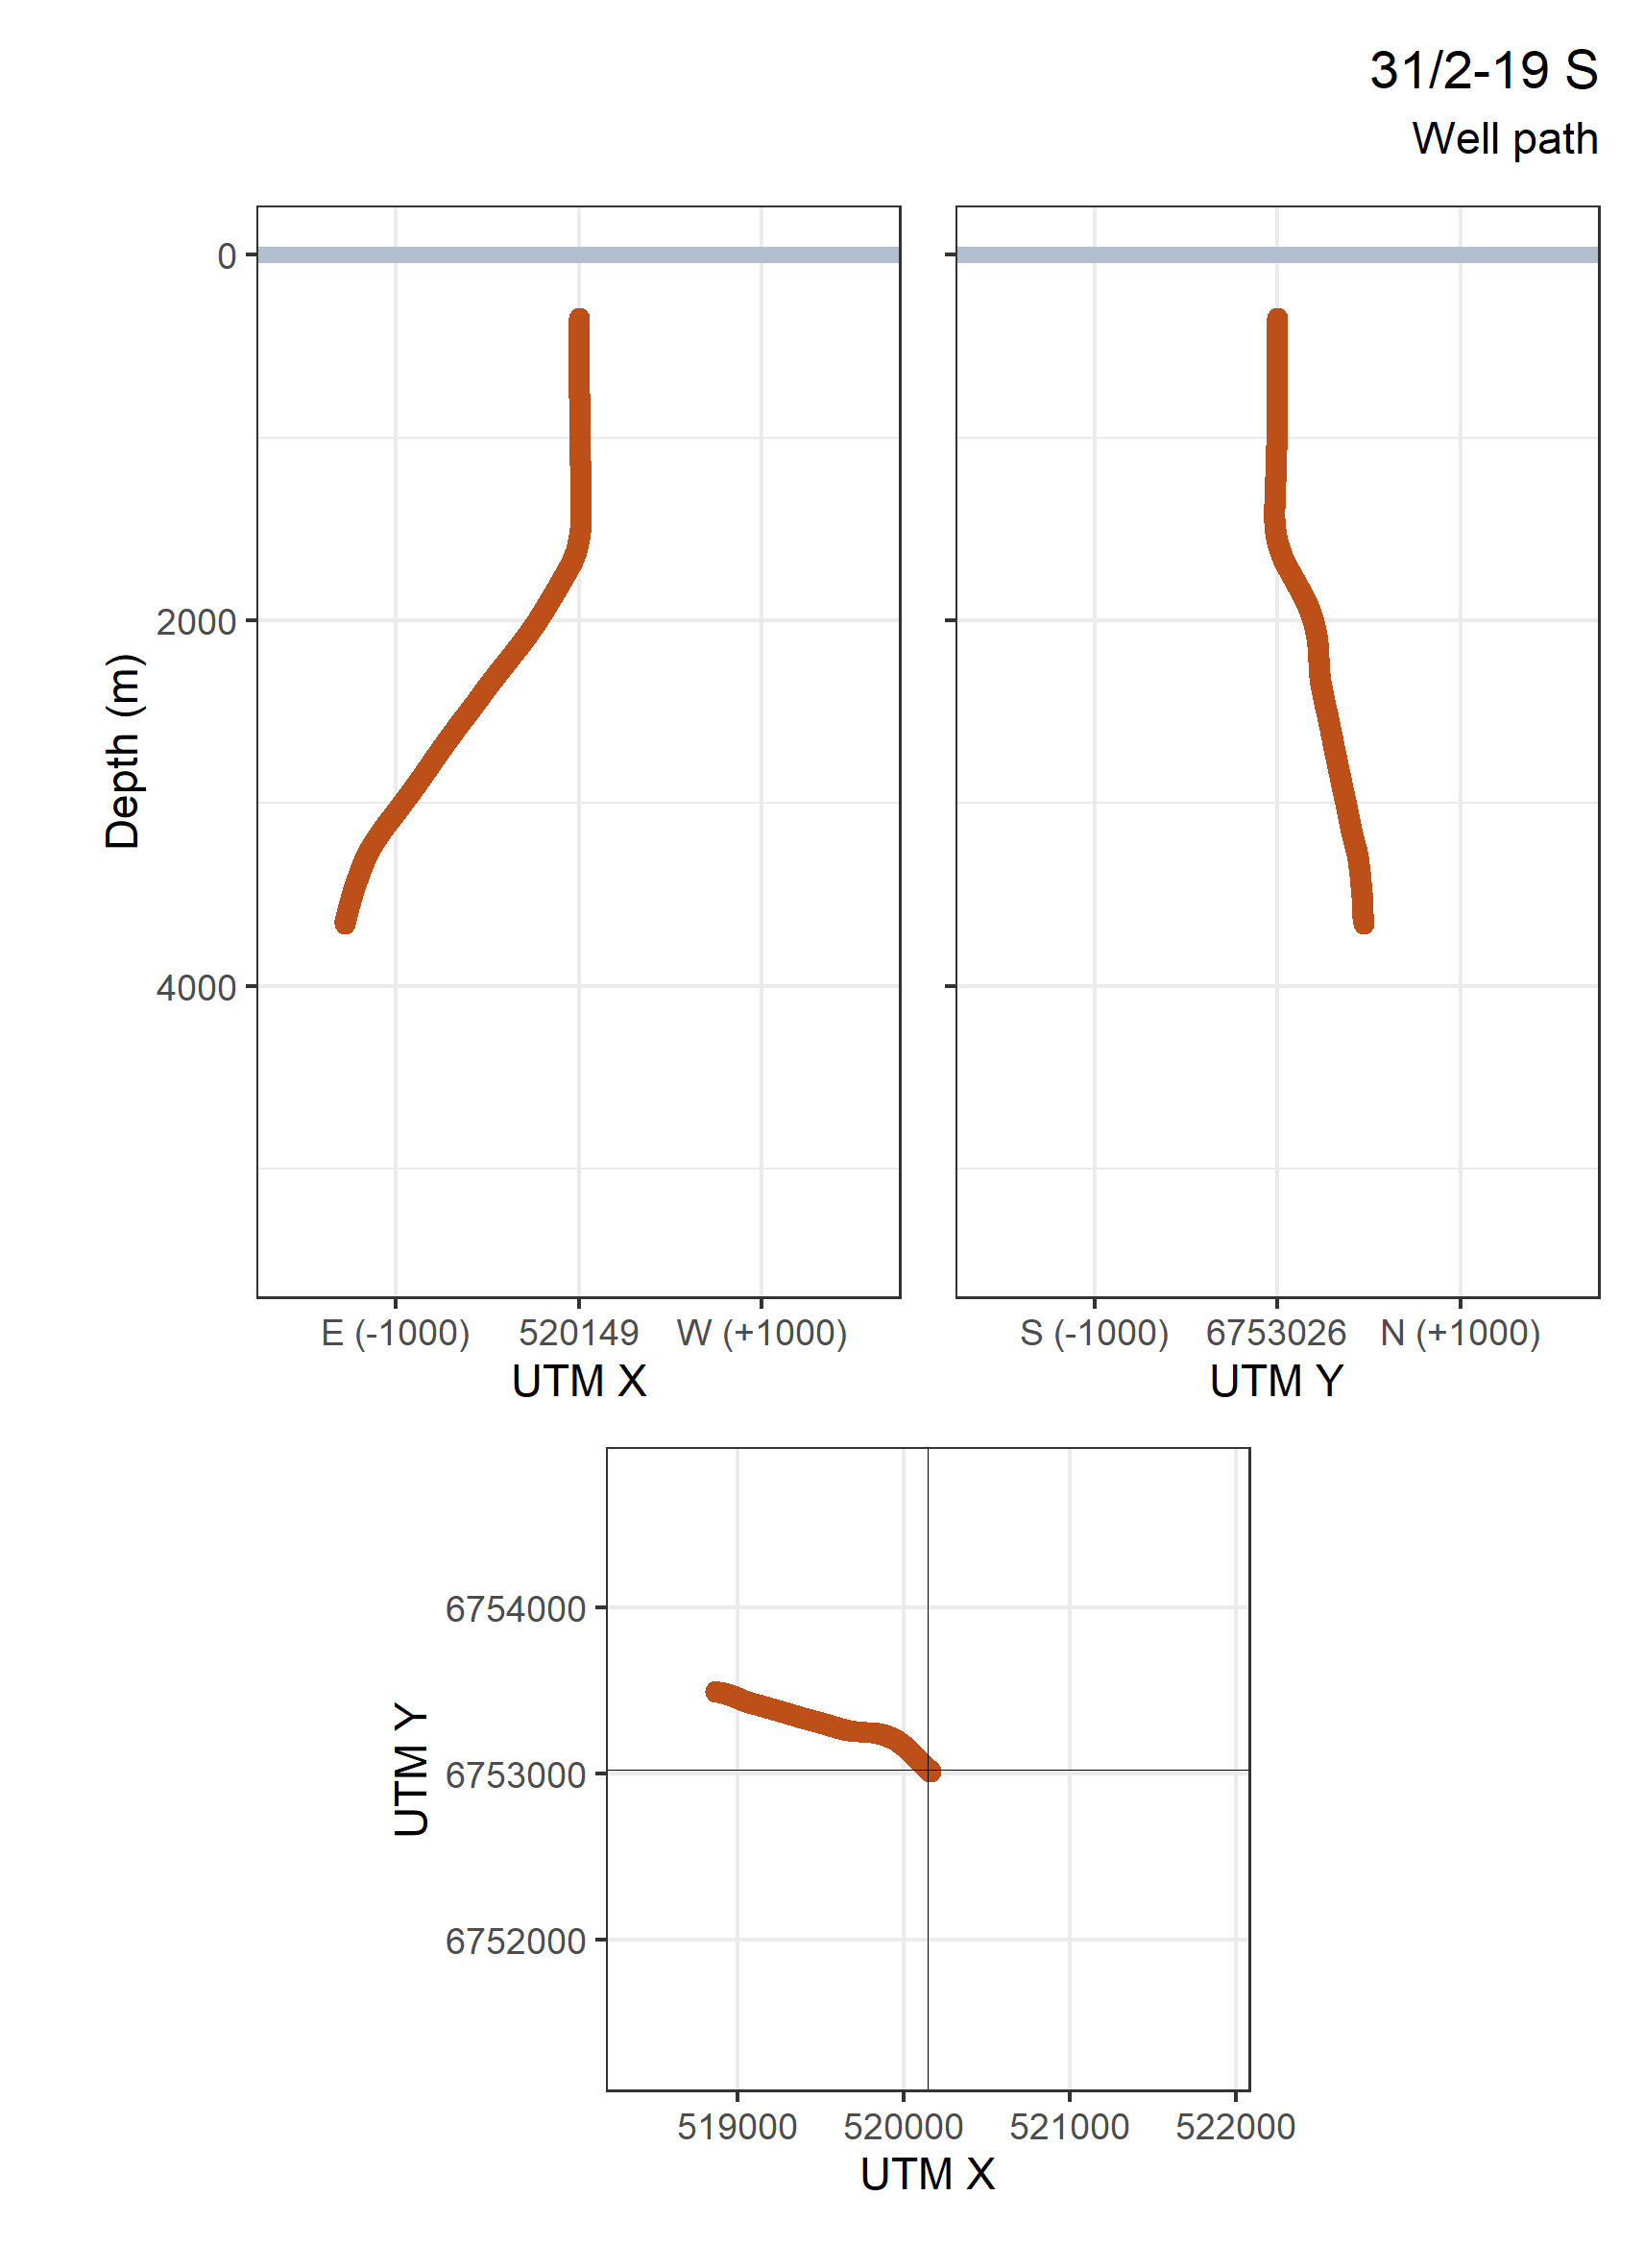 31/2-19 S
Well path
0
2000
4000
Depth (m)
E (-1000) 520149 W (+1000)
UTM X
S (-1000) 6753026 N (+1000)
UTM Y
6754000
6753000
6752000
UTM Y
519000 520000 521000 522000
UTM X